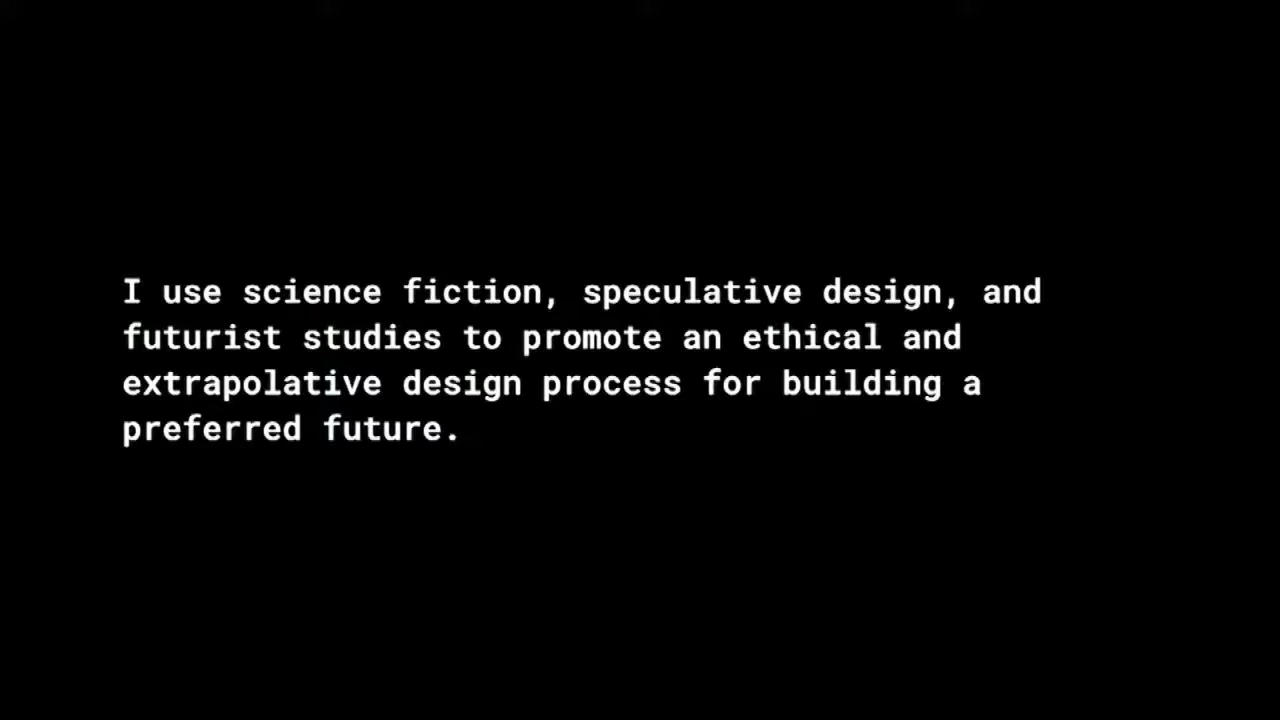 I use science fiction, speculative design, and
futurist studies to promote an ethical and
extrapolative design process for building a
preferred future.